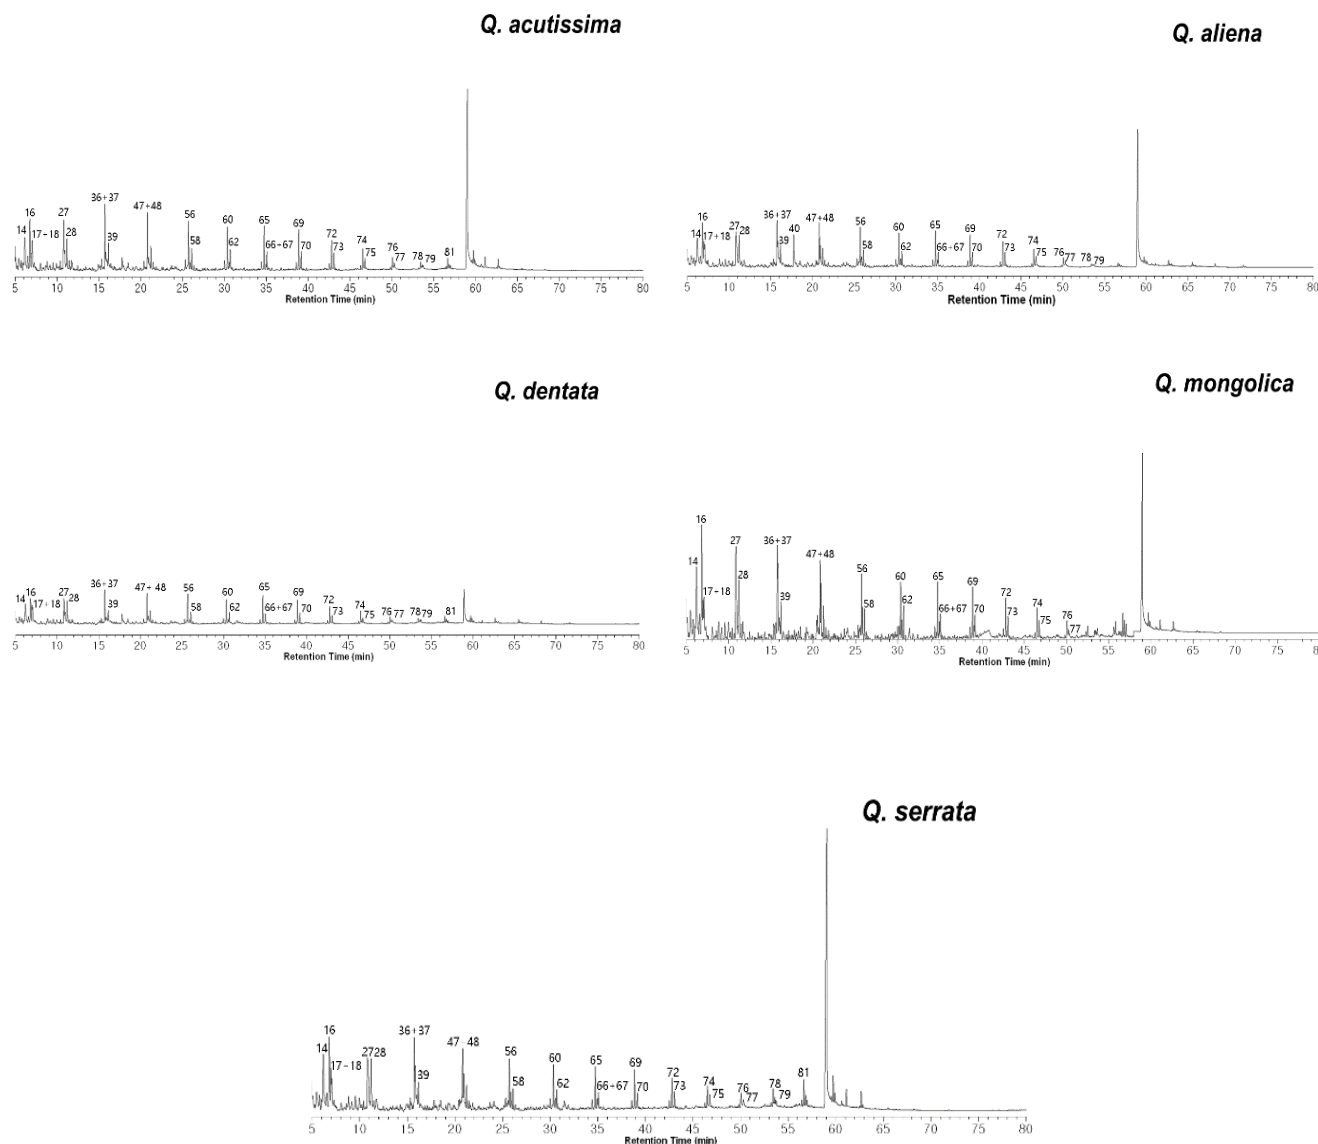 Q. acutissima
14 16 17-18 27 28 36+37 39 47+48 56 58 60 62 65 66+67 69 70 72 73 74 75 76 77 78 79 81
5 10 15 20 25 30 35 40 45 50 55 60 65 70 75 80
Retention Time (min)
Q. aliena
14 16 17+18 27 28 36+37 39 40 47+48 56 58 60 62 65 66+67 69 70 72 73 74 75 76 77 78 79
5 10 15 20 25 30 35 40 45 50 55 60 65 70 75 80
Retention Time (min)
Q. dentata
14 16 17-18 27 28 36+37 39 47+ 48 56 58 60 62 65 66+67 69 70 72 73 74 75 76 77 78 79 81
5 10 15 20 25 30 35 40 45 50 55 60 65 70 75 80
Retention Time (min)
Q. mongolica
14 16 17+18 27 28 36+37 39 47+48 56 58 60 62 65 66+67 69 70 72 73 74 75 76 77
5 10 15 20 25 30 35 40 45 50 55 60 65 70 75 80
Retention Time (min)
Q. serrata
14 16 17-18 27 28 36+37 39 47 48 56 58 60 62 65 66+67 69 70 72 73 74 75 76 77 78 79 81
5 10 15 20 25 30 35 40 45 50 55 60 65 70 75 80
Retention Time (min)